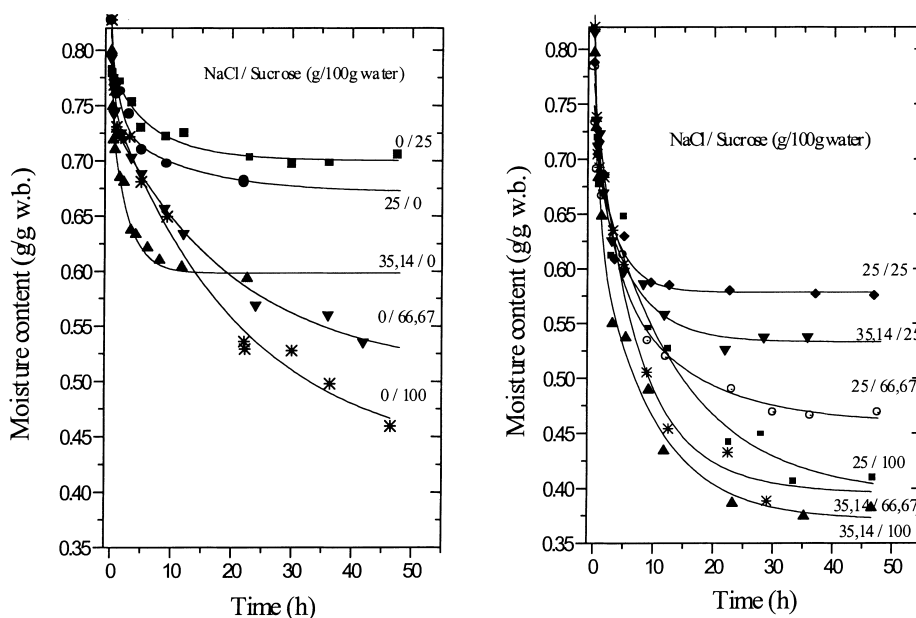 NaCl / Sucrose (g/100g water)
Moisture content (g/g w.b.)
0.80
0.75
0.70
0.65
0.60
0.55
0.50
0.45
0.40
0.35
0 / 25
25 / 0
35,14 / 0
0 / 66,67
0 / 100
0 10 20 30 40 50
Time (h)
NaCl / Sucrose (g/100g water)
Moisture content (g/g w.b.)
0.80
0.75
0.70
0.65
0.60
0.55
0.50
0.45
0.40
0.35
25 / 25
35,14 / 25
25 / 66,67
25 / 100
35,14 / 66,67
35,14 / 100
0 10 20 30 40 50
Time (h)